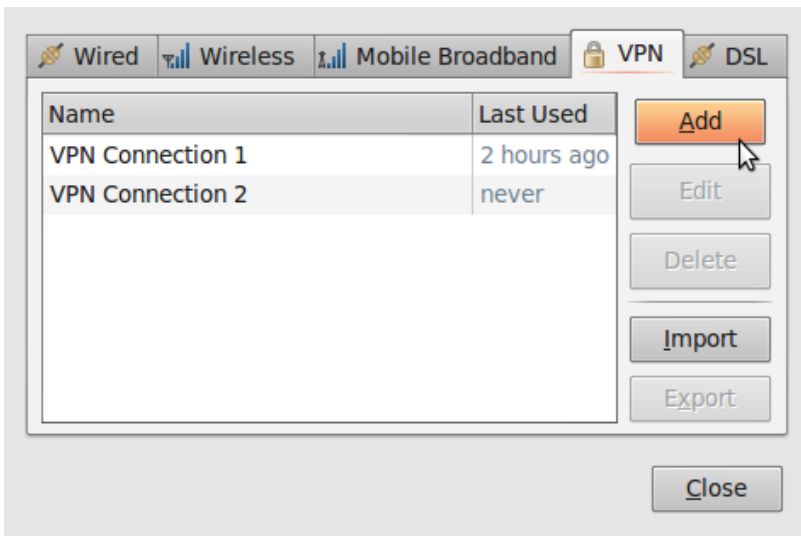 Wired Wireless Mobile Broadband VPN DSL
Name Last Used
VPN Connection 1 2 hours ago
VPN Connection 2 never
Add
Edit
Delete
Import
Export
Close